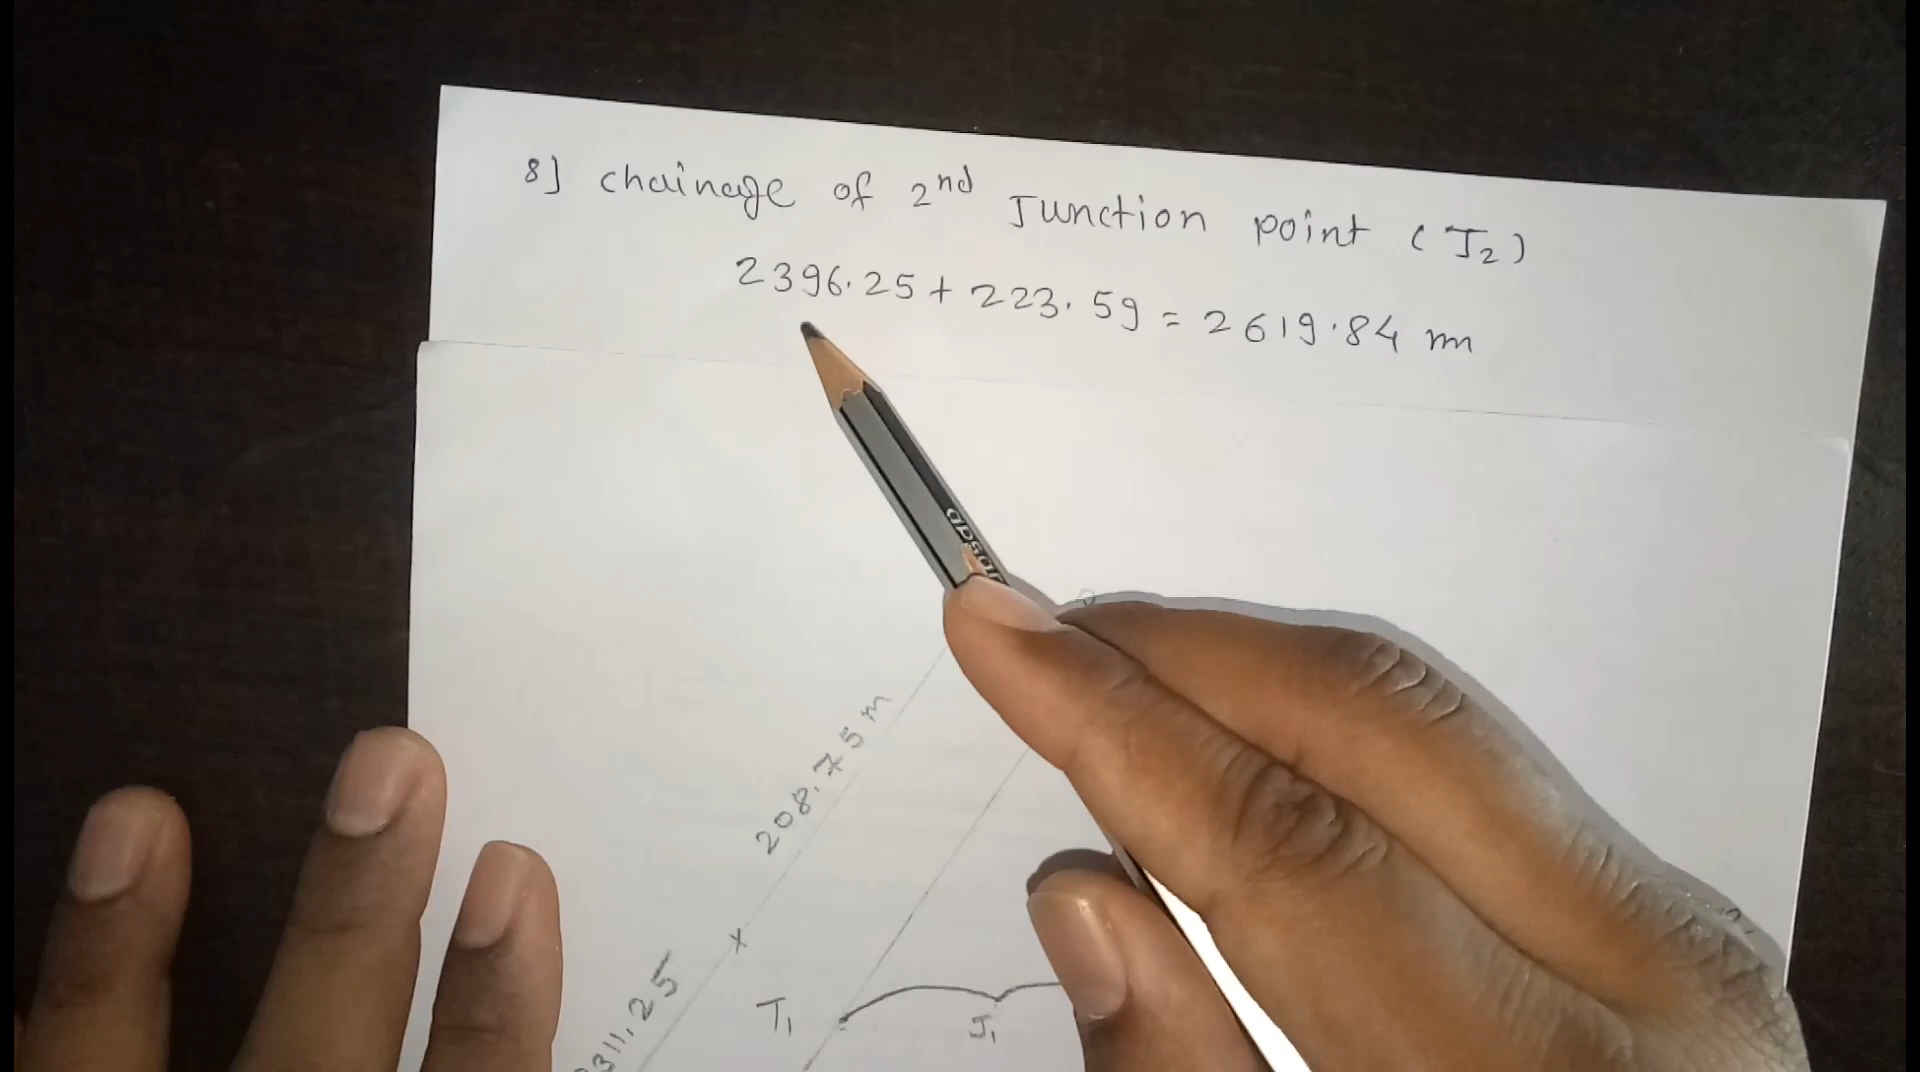 8] chainage of 2nd Junction point (J2)
2396.25 + 223.59 = 2619.84 m
apsara
208.75 m
311.25
T1
J1